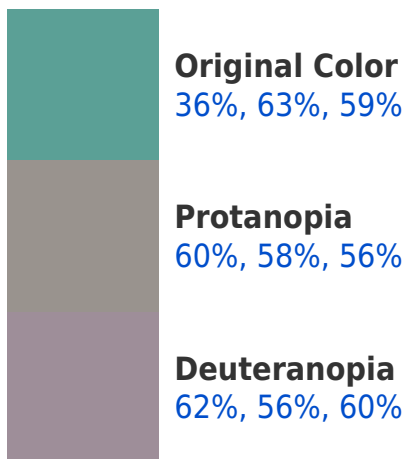 Original Color
36%, 63%, 59%
Protanopia
60%, 58%, 56%
Deuteranopia
62%, 56%, 60%